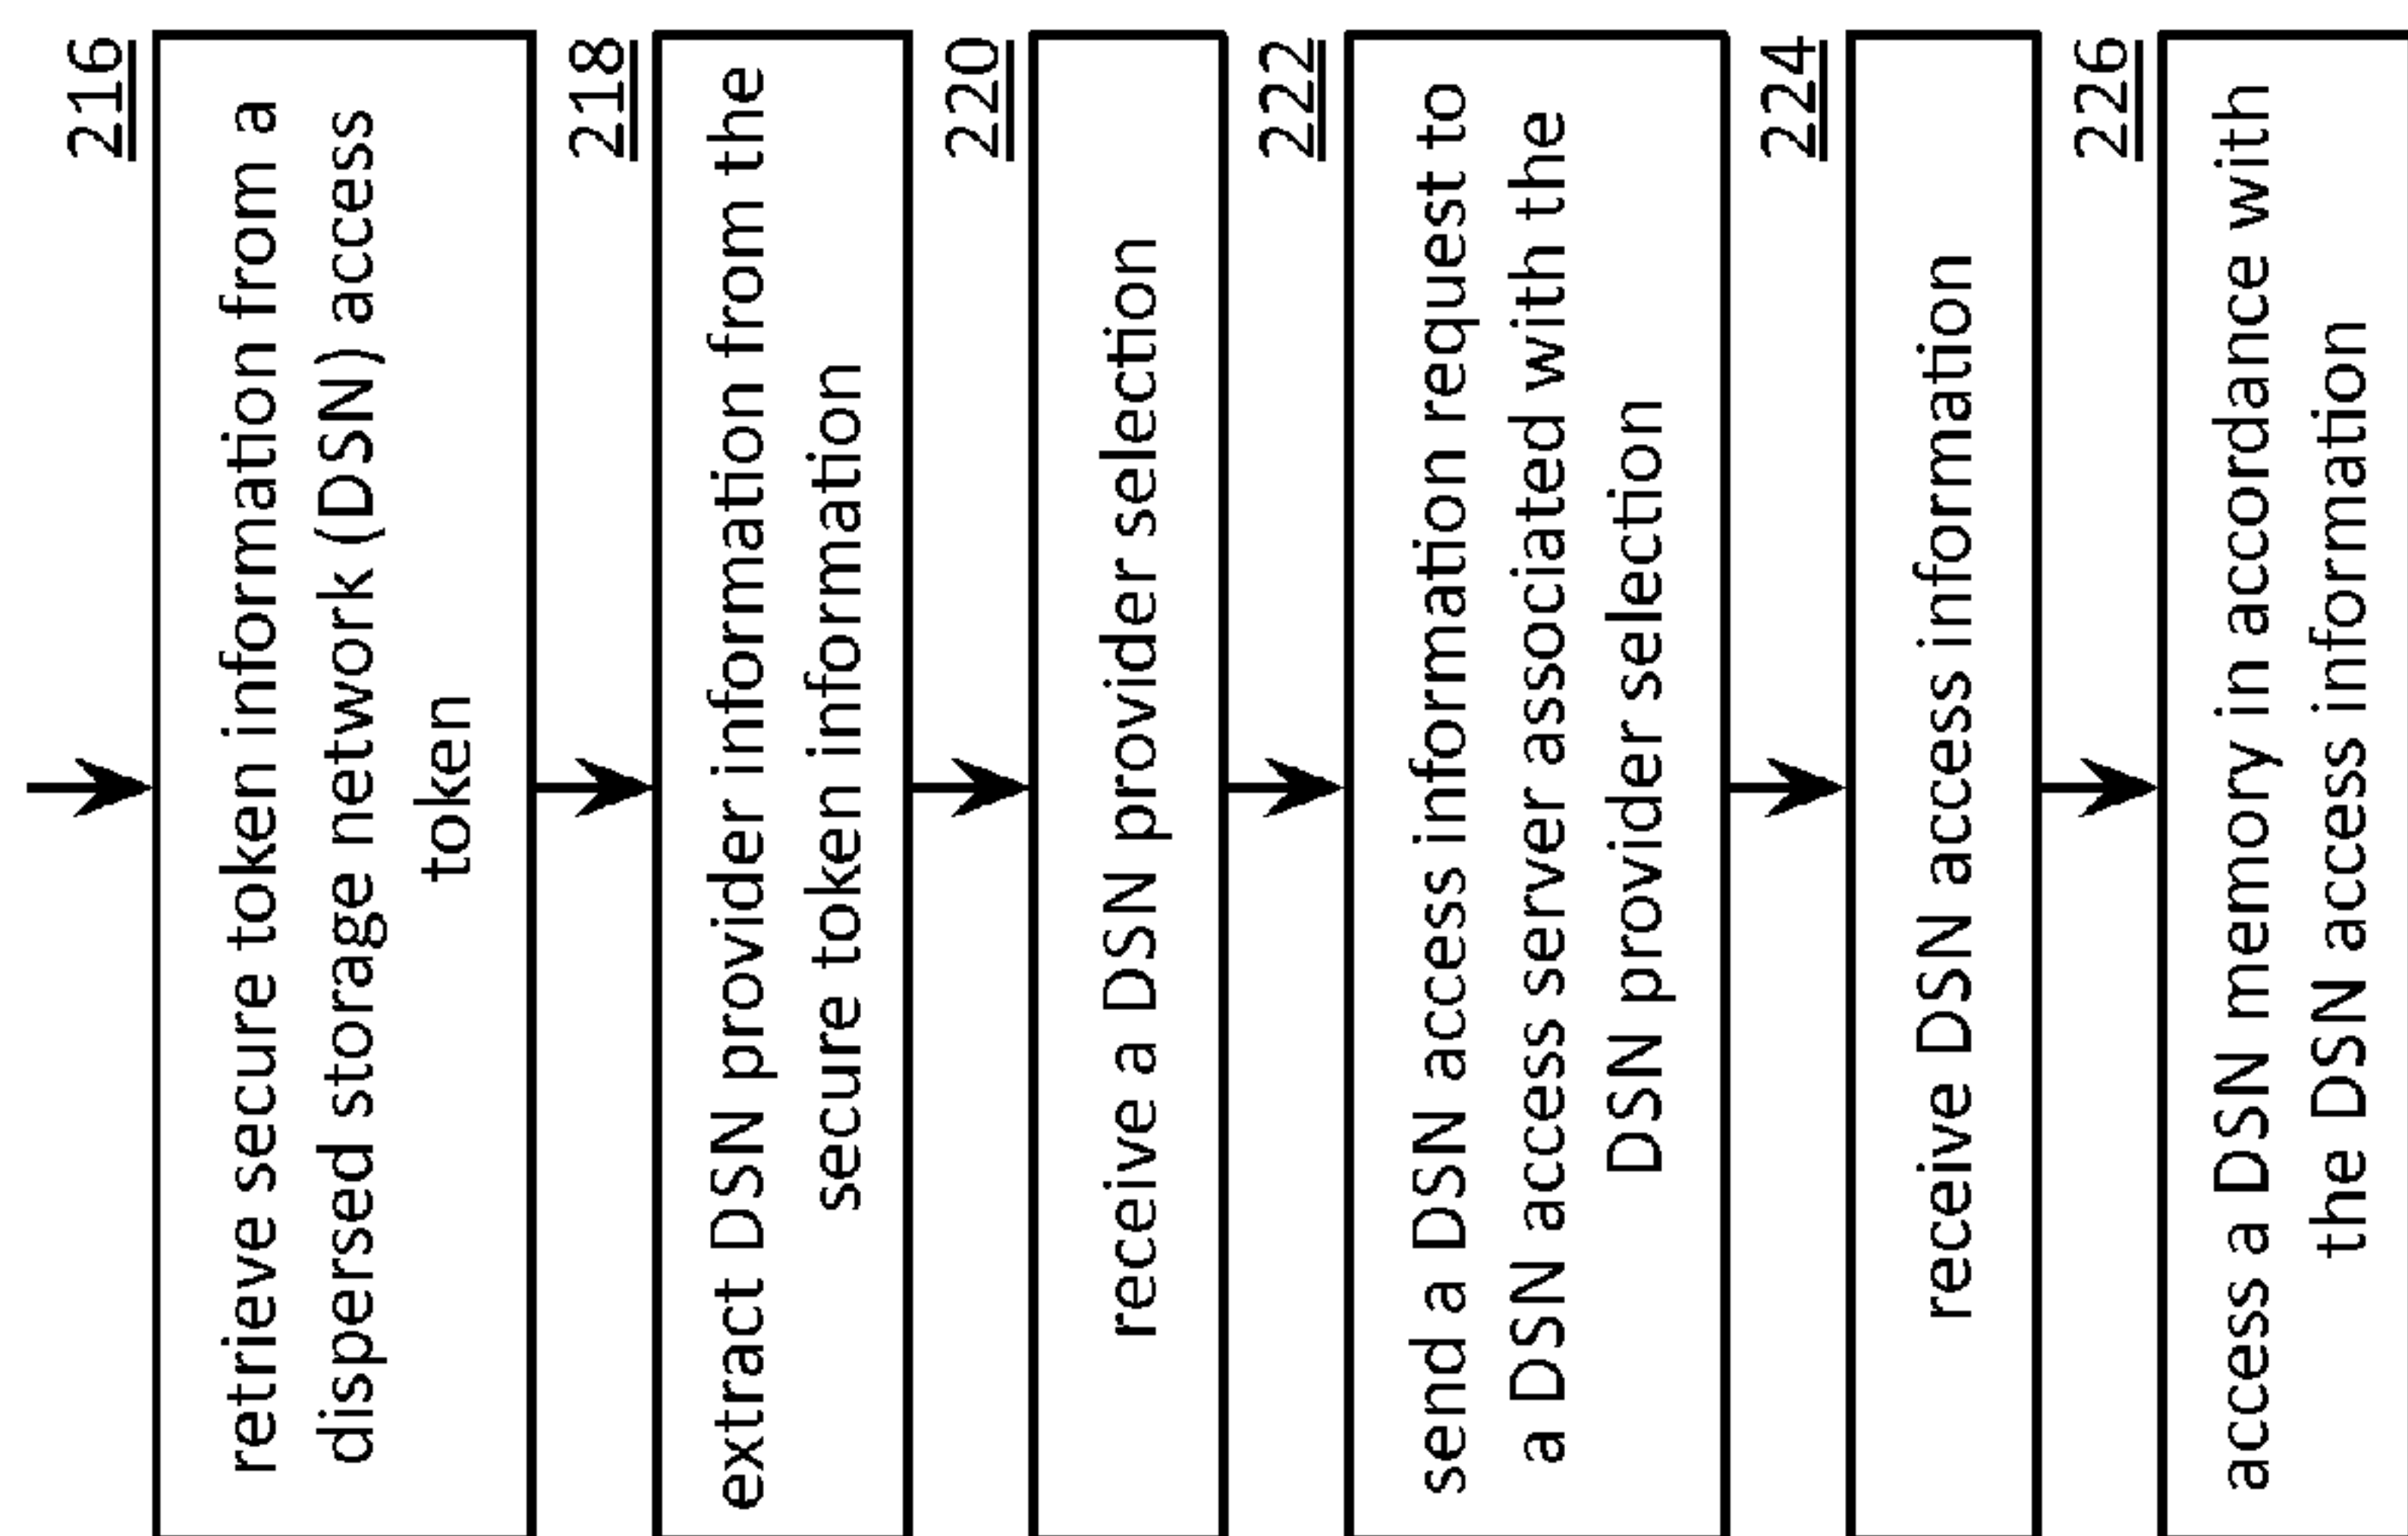 216
retrieve secure token information from a
dispersed storage network (DSN) access
token
218
extract DSN provider information from the
secure token information
220
receive a DSN provider selection
222
send a DSN access information request to
a DSN access server associated with the
DSN provider selection
224
receive DSN access information
226
access a DSN memory in accordance with
the DSN access information